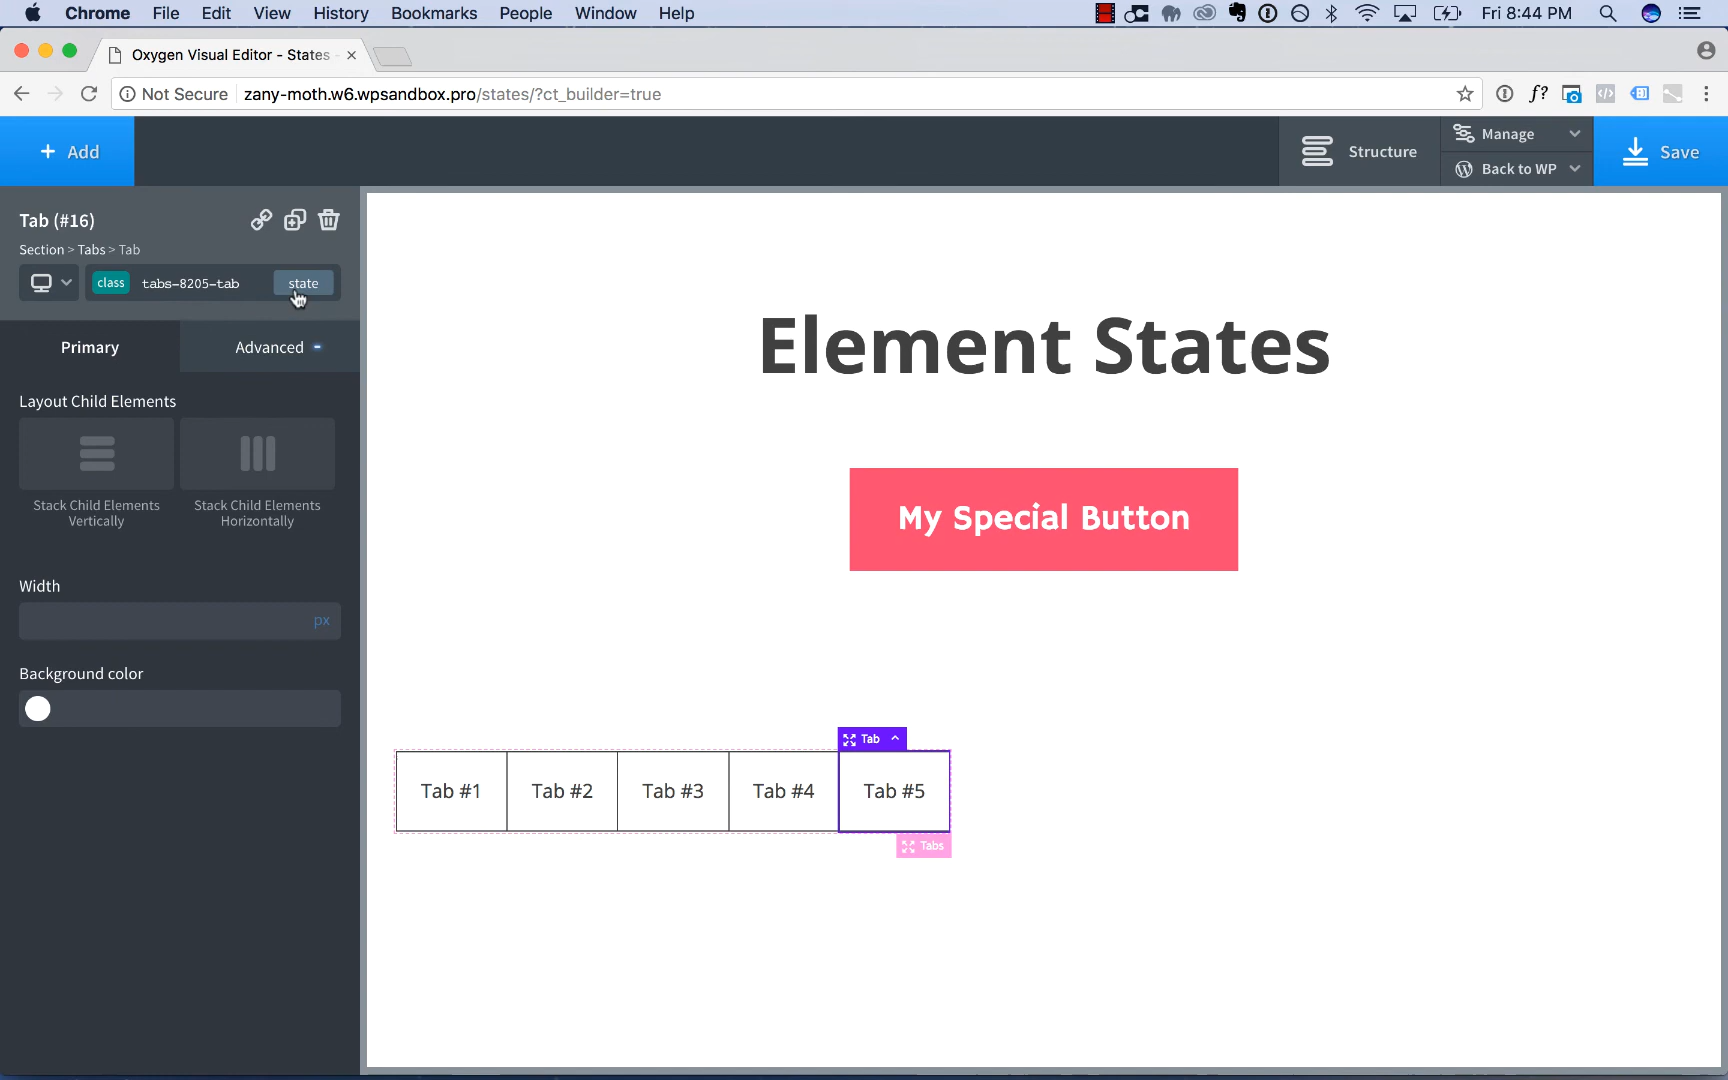 Chrome File Edit View History Bookmarks People Window Help Fri 8:44 PM
Oxygen Visual Editor - States -
Not Secure zany-moth.w6.wpsandbox.pro/states/?ct_builder=true f?
+ Add Structure Manage Save
Back to WP
Tab (#16)
Section > Tabs > Tab
class tabs-8205-tab state
Primary Advanced
Layout Child Elements
Stack Child Elements Vertically
Stack Child Elements Horizontally
Width
px
Background color
Element States
My Special Button
Tab
Tab #1 Tab #2 Tab #3 Tab #4 Tab #5
Tabs